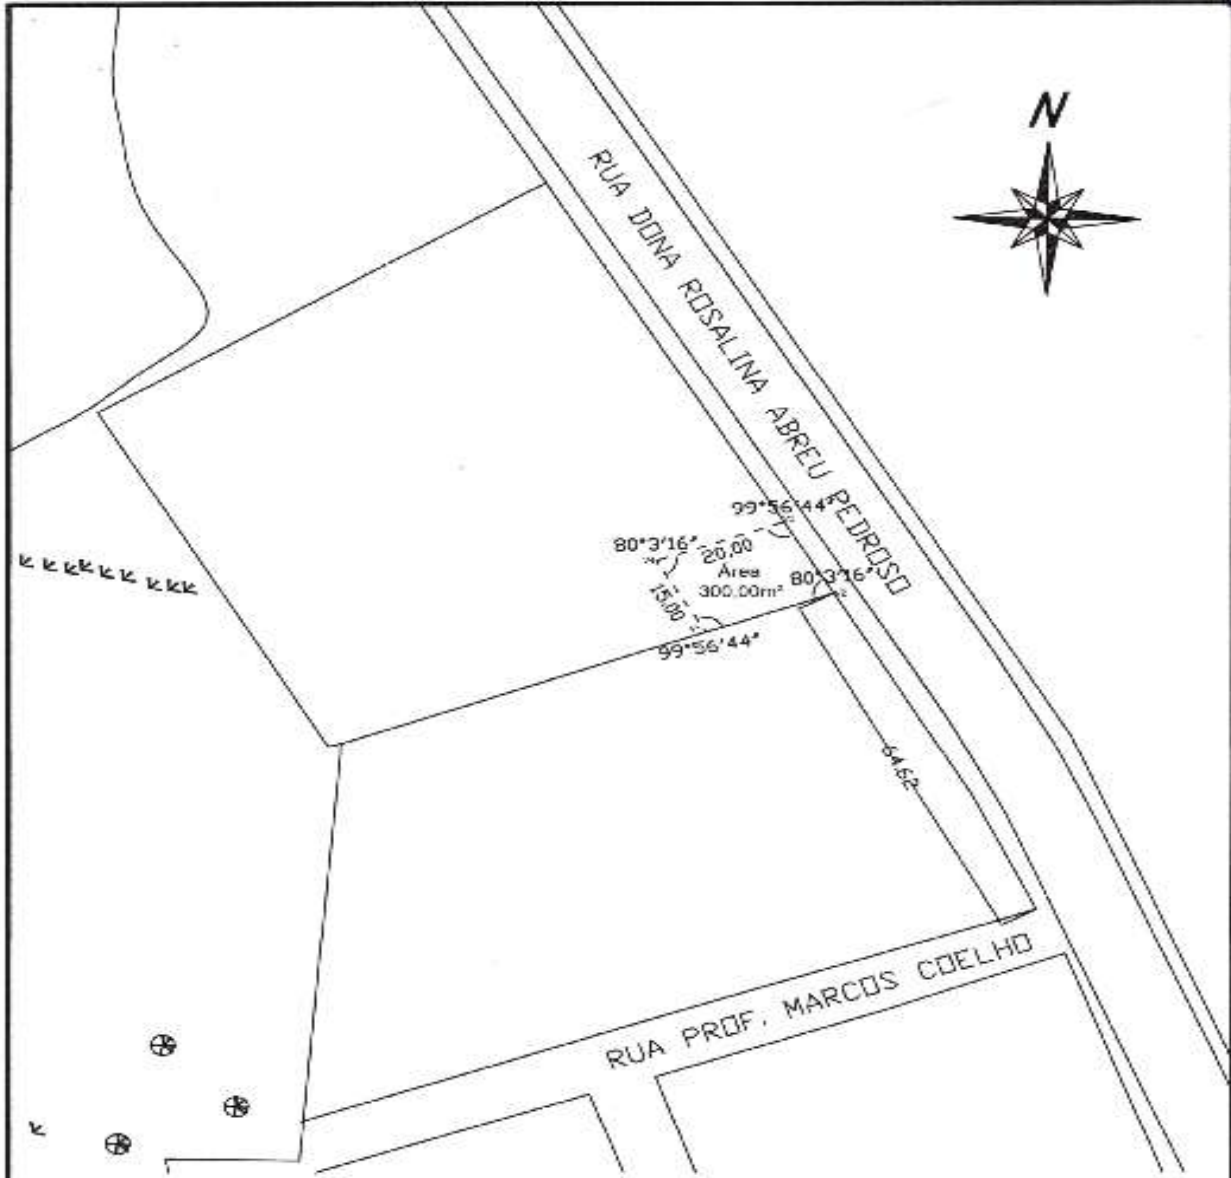 N
RUA DONA ROSALINA ABREU PEDROSO
99°56'44"
80°3'16"
20.00
Área
300.00m²
80°3'16"
15.00
99°56'44"
64.62
RUA PROF. MARCOS COELHO